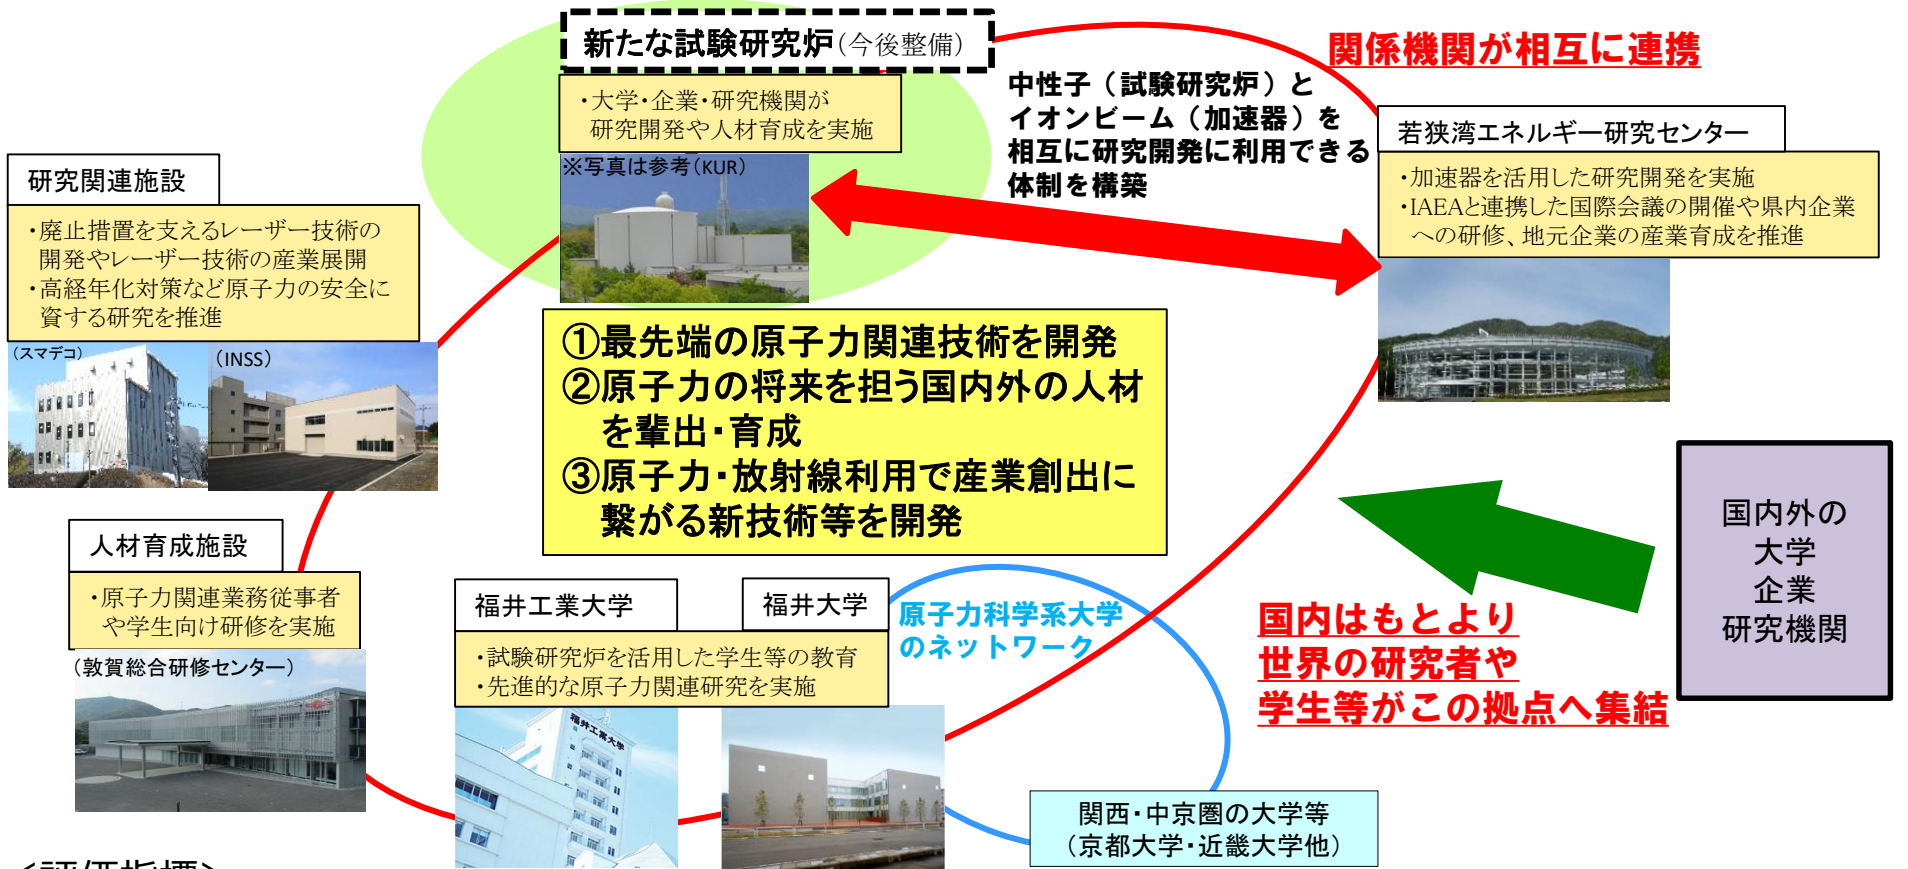 新たな試験研究炉(今後整備)
・大学・企業・研究機関が
研究開発や人材育成を実施
※写真は参考(KUR)
関係機関が相互に連携
中性子（試験研究炉）と
イオンビーム（加速器）を
相互に研究開発に利用できる
体制を構築
若狭湾エネルギー研究センター
・加速器を活用した研究開発を実施
・IAEAと連携した国際会議の開催や県内企業
への研修、地元企業の産業育成を推進
研究関連施設
・廃止措置を支えるレーザー技術の
開発やレーザー技術の産業展開
・高経年化対策など原子力の安全に
資する研究を推進
(スマデコ)
(INSS)
①最先端の原子力関連技術を開発
②原子力の将来を担う国内外の人材
を輩出・育成
③原子力・放射線利用で産業創出に
繋がる新技術等を開発
国内外の
大学
企業
研究機関
人材育成施設
・原子力関連業務従事者
や学生向け研修を実施
(敦賀総合研修センター)
福井工業大学
福井大学
・試験研究炉を活用した学生等の教育
・先進的な原子力関連研究を実施
福井工業大学
原子力科学系大学
のネットワーク
国内はもとより
世界の研究者や
学生等がこの拠点へ集結
関西・中京圏の大学等
(京都大学・近畿大学他)
<評価指標>